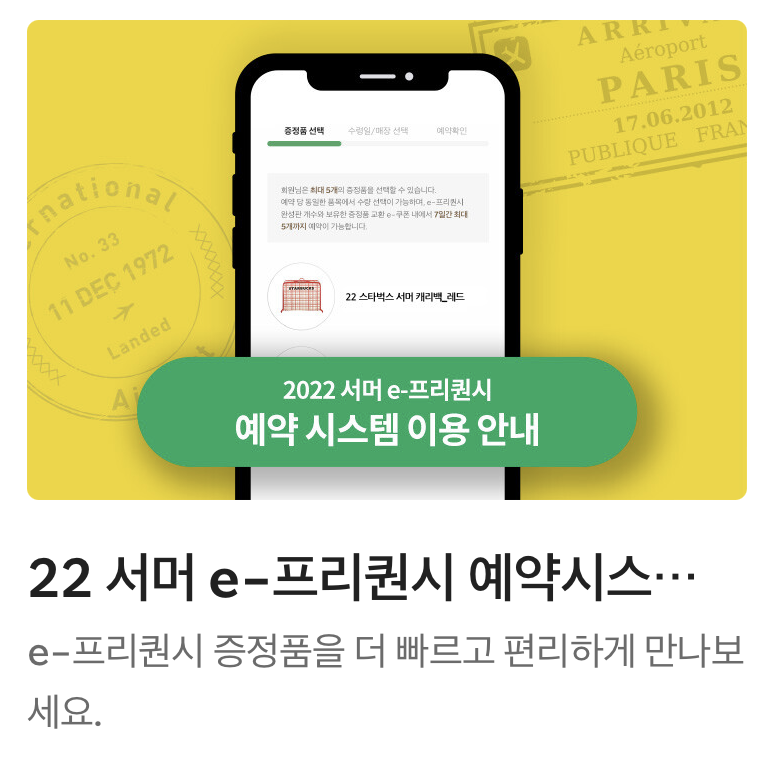 ARRIV
Aéroport
PARIS
17.06.2012
PUBLIQUE FRAN
증정품 선택 수령일/매장 선택 예약확인
회원님은 최대 5개의 증정품을 선택할 수 있습니다.
예약 당 동일한 품목에서 수량 선택이 가능하며, e-프리퀀시
완성판 개수와 보유한 증정품 교환 e-쿠폰 내에서 7일간 최대
5개까지 예약이 가능합니다.
rnational
No. 33
11 DEC 1972
Landed
Ai
STARBUCKS
22 스타벅스 서머 캐리백_레드
2022 서머 e-프리퀀시
예약 시스템 이용 안내
22 서머 e-프리퀀시 예약시스…
e-프리퀀시 증정품을 더 빠르고 편리하게 만나보
세요.